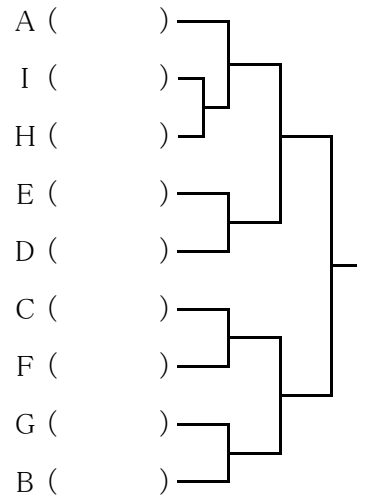 A (          )
I (          )
H (          )
E (          )
D (          )
C (          )
F (          )
G (          )
B (          )